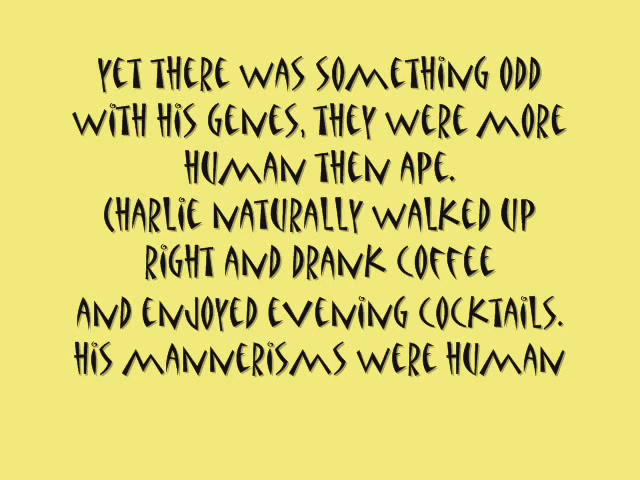 YET THERE WAS SOMETHING ODD
WITH HIS GENES, THEY WERE MORE
HUMAN THEN APE.
CHARLIE NATURALLY WALKED UP
RIGHT AND DRANK COFFEE
AND ENJOYED EVENING COCKTAILS.
HIS MANNERISMS WERE HUMAN